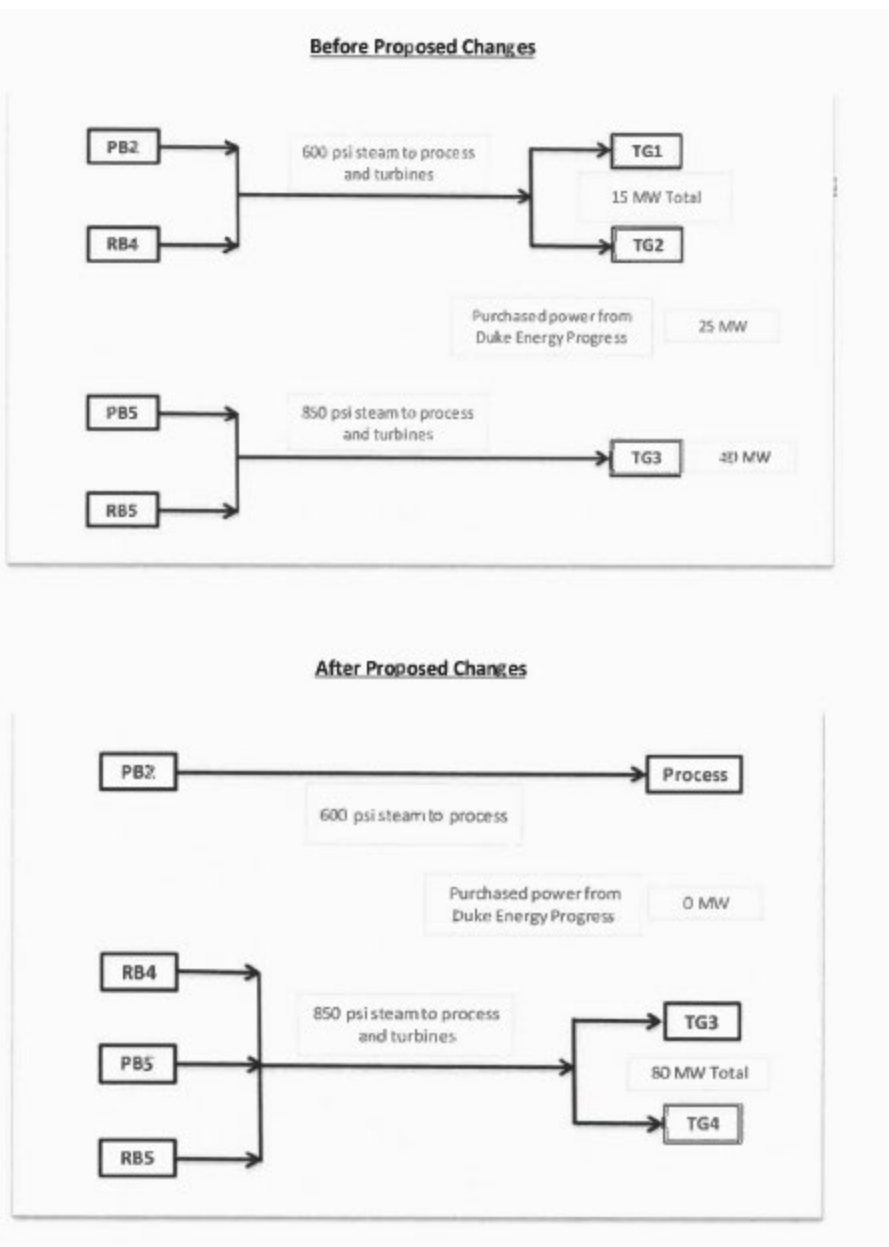 Before Proposed Changes
PB2
600 psi steam to process
and turbines
TG1
15 MW Total
RB4
TG2
Purchased power from
Duke Energy Progress
25 MW
PB5
850 psi steam to process
and turbines
TG3
40 MW
RB5
After Proposed Changes
PB2
Process
600 psi steam to process
Purchased power from
Duke Energy Progress
0 MW
RB4
850 psi steam to process
and turbines
TG3
PB5
80 MW Total
TG4
RB5